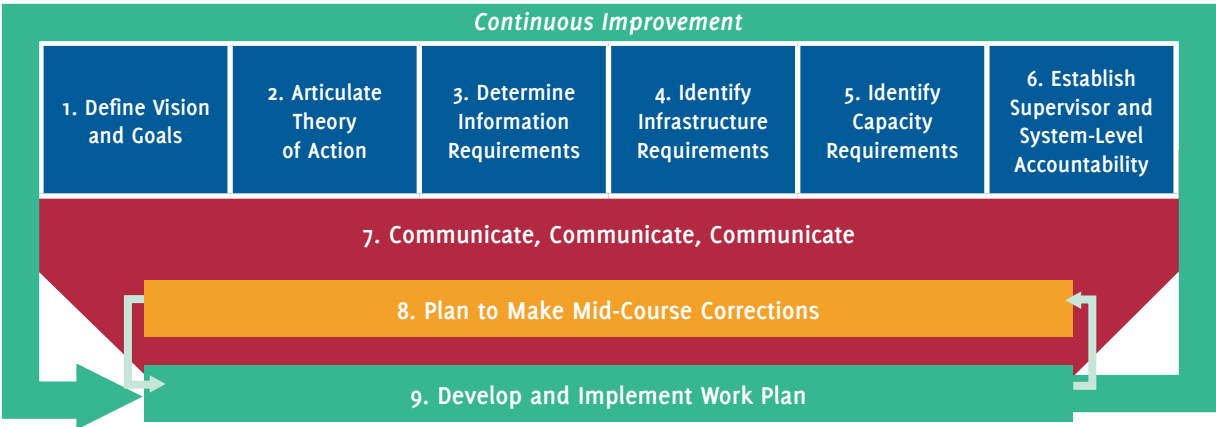 Continuous Improvement
1. Define Vision
and Goals
2. Articulate
Theory
of Action
3. Determine
Information
Requirements
4. Identify
Infrastructure
Requirements
5. Identify
Capacity
Requirements
6. Establish
Supervisor and
System-Level
Accountability
7. Communicate, Communicate, Communicate
8. Plan to Make Mid-Course Corrections
9. Develop and Implement Work Plan